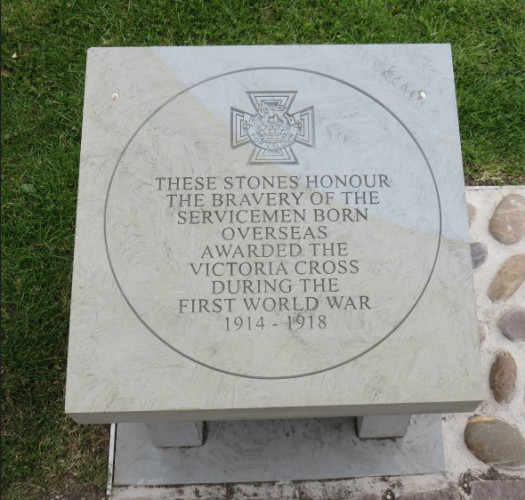 THESE STONES HONOUR
THE BRAVERY OF THE
SERVICEMEN BORN
OVERSEAS
AWARDED THE
VICTORIA CROSS
DURING THE
FIRST WORLD WAR
1914 - 1918